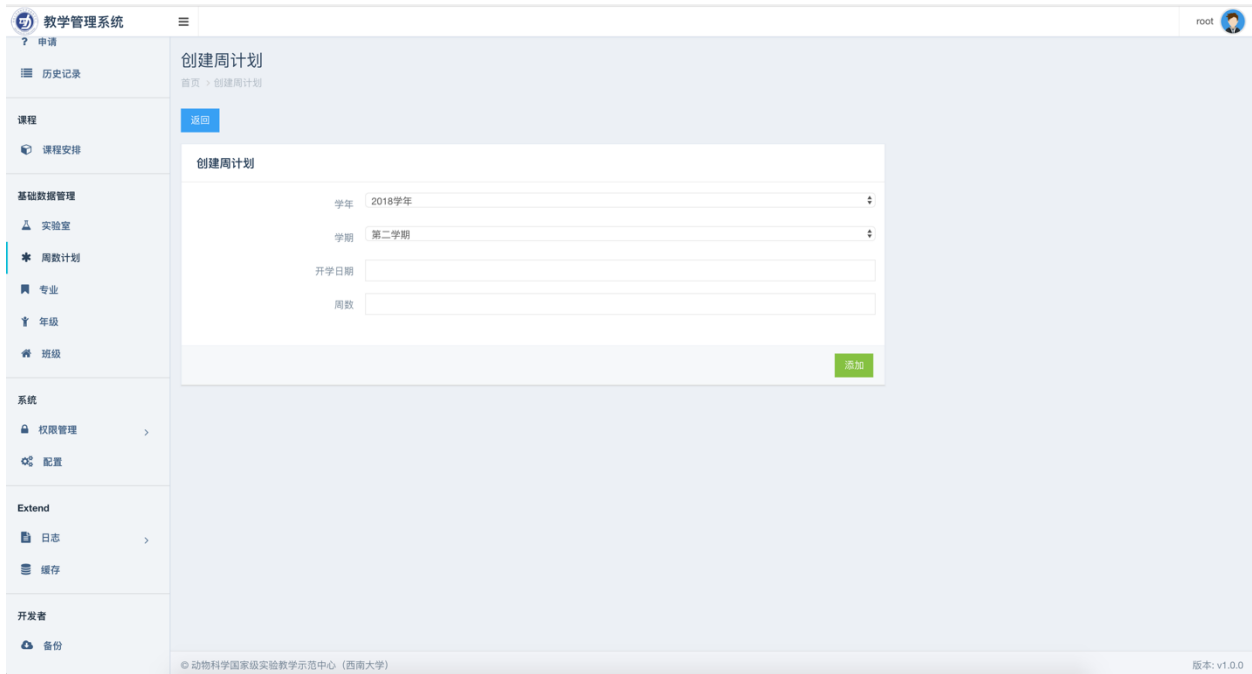 教学管理系统
root
申请
历史记录
课程
课程安排
基础数据管理
实验室
周数计划
专业
年级
班级
系统
权限管理
配置
Extend
日志
缓存
开发者
备份
创建周计划
首页 > 创建周计划
返回
创建周计划
学年 2018学年
学期 第二学期
开学日期
周数
添加
© 动物科学国家级实验教学示范中心（西南大学）
版本: v1.0.0